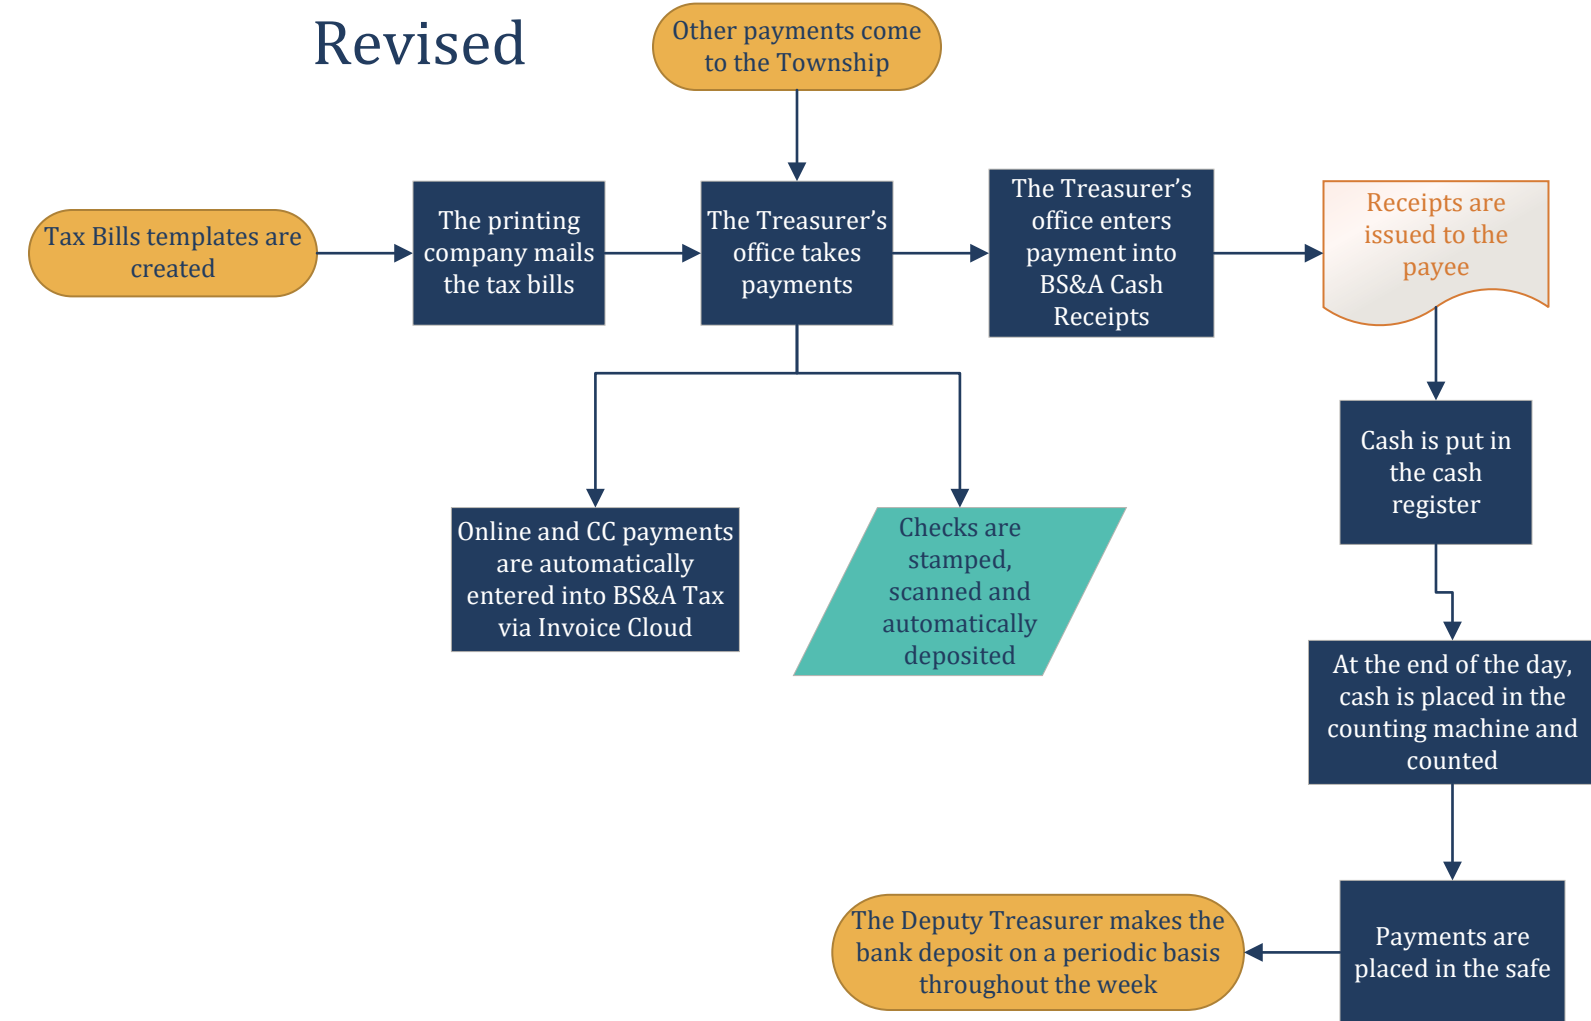 Revised
Other payments come
to the Township
Tax Bills templates are
created
The printing
company mails
the tax bills
The Treasurer’s
office takes
payments
The Treasurer’s
office enters
payment into
BS&A Cash
Receipts
Receipts are
issued to the
payee
Cash is put in
the cash
register
Online and CC payments
are automatically
entered into BS&A Tax
via Invoice Cloud
Checks are
stamped,
scanned and
automatically
deposited
At the end of the day,
cash is placed in the
counting machine and
counted
Payments are
placed in the safe
The Deputy Treasurer makes the
bank deposit on a periodic basis
throughout the week